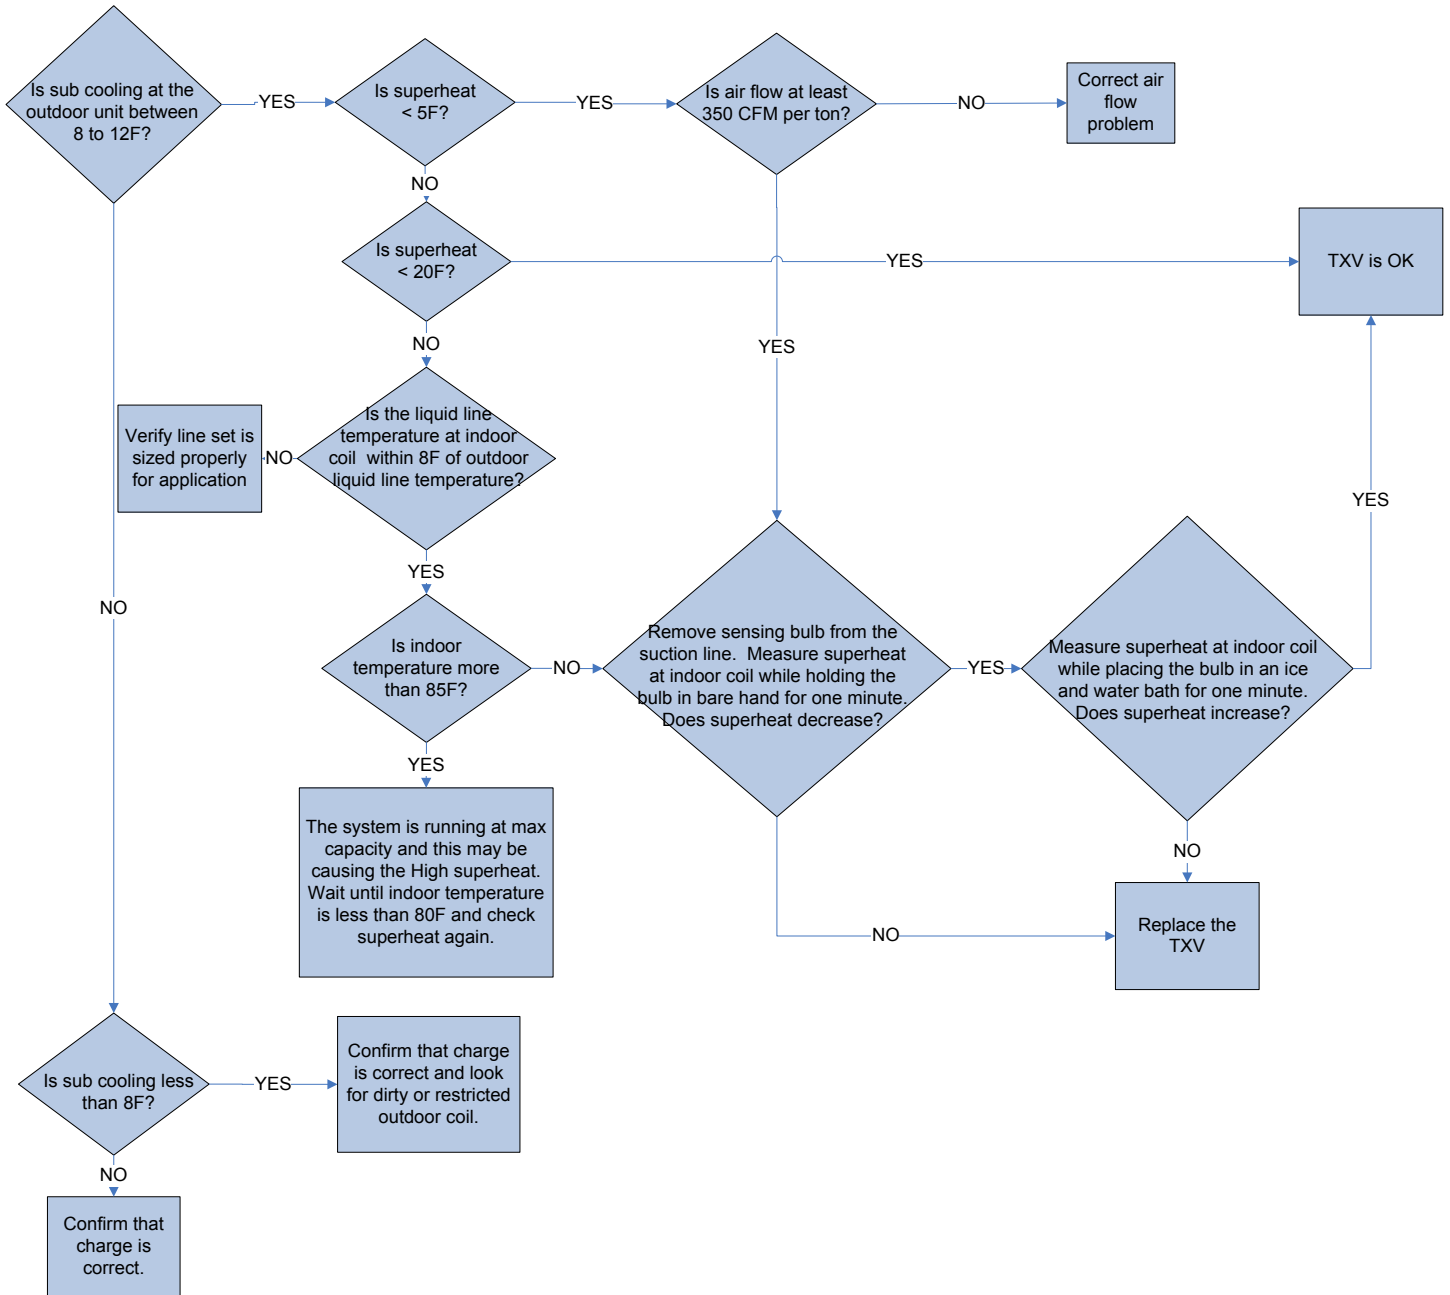 Is sub cooling at the
outdoor unit between
8 to 12F?
YES
Is superheat
< 5F?
YES
Is air flow at least
350 CFM per ton?
NO
Correct air
flow
problem
NO
Is superheat
< 20F?
YES
TXV is OK
NO
YES
Is the liquid line
temperature at indoor
coil  within 8F of outdoor
liquid line temperature?
NO
Verify line set is
sized properly
for application
YES
YES
NO
Is indoor
temperature more
than 85F?
NO
Remove sensing bulb from the
suction line.  Measure superheat
at indoor coil while holding the
bulb in bare hand for one minute.
Does superheat decrease?
YES
Measure superheat at indoor coil
while placing the bulb in an ice
and water bath for one minute.
Does superheat increase?
YES
The system is running at max
capacity and this may be
causing the High superheat.
Wait until indoor temperature
is less than 80F and check
superheat again.
NO
NO
Replace the
TXV
Is sub cooling less
than 8F?
YES
Confirm that charge
is correct and look
for dirty or restricted
outdoor coil.
NO
Confirm that
charge is
correct.